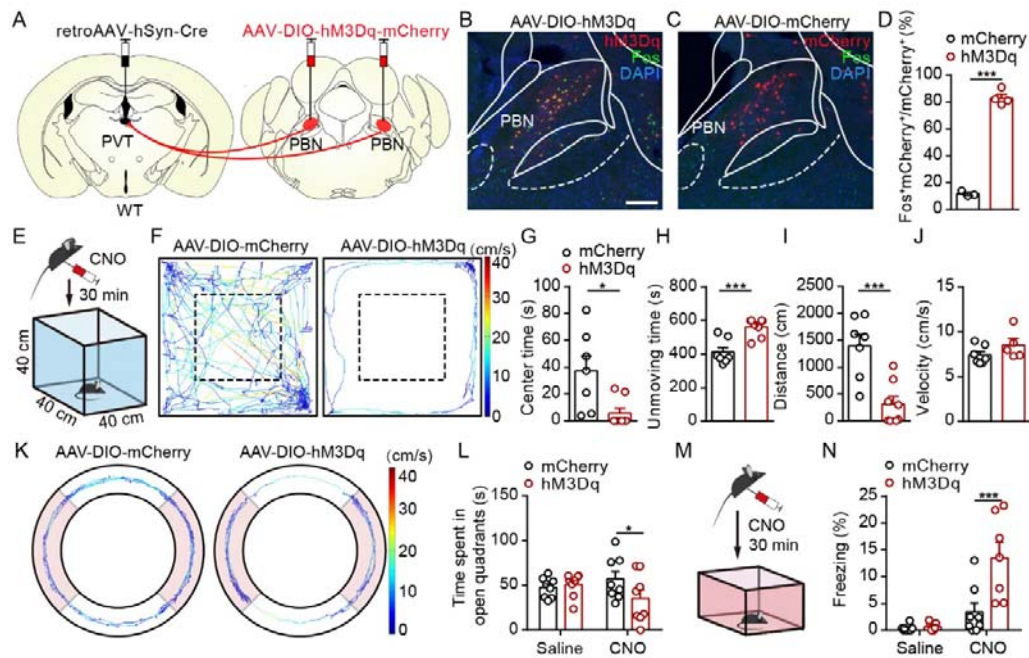 A
retroAAV-hSyn-Cre
AAV-DIO-hM3Dq-mCherry
PVT
PBN
PBN
WT
B
AAV-DIO-hM3Dq
hM3Dq
Fos
DAPI
PBN
C
AAV-DIO-mCherry
mCherry
Fos
DAPI
PBN
D
mCherry
hM3Dq
Fos⁺mCherry⁺/mCherry⁺ (%)
100
80
60
40
20
0
***
E
CNO
30 min
40 cm
40 cm
40 cm
F
AAV-DIO-mCherry
AAV-DIO-hM3Dq
(cm/s)
40
30
20
10
0
G
mCherry
hM3Dq
Center time (s)
100
80
60
40
20
0
*
H
Unmoving time (s)
800
600
400
200
0
***
I
Distance (cm)
2500
2000
1500
1000
500
0
***
J
Velocity (cm/s)
15
10
5
0
K
AAV-DIO-mCherry
AAV-DIO-hM3Dq
(cm/s)
40
30
20
10
0
L
mCherry
hM3Dq
Time spent in
open quadrants (s)
150
100
50
0
*
Saline
CNO
M
CNO
30 min
N
mCherry
hM3Dq
Freezing (%)
25
20
15
10
5
0
***
Saline
CNO